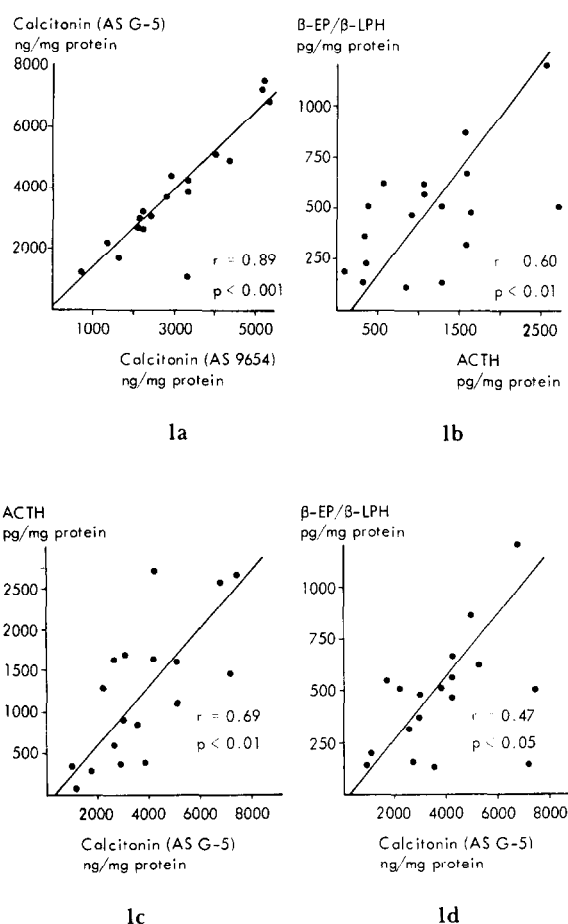 Calcitonin (AS G-5)
ng/mg protein
8000
6000
4000
2000
r = 0.89
p < 0.001
1000 3000 5000
Calcitonin (AS 9654)
ng/mg protein
1a
β-EP/β-LPH
pg/mg protein
1000
750
500
250
r = 0.60
p < 0.01
500 1500 2500
ACTH
pg/mg protein
1b
ACTH
pg/mg protein
2500
2000
1500
1000
500
r = 0.69
p < 0.01
2000 4000 6000 8000
Calcitonin (AS G-5)
ng/mg protein
1c
β-EP/β-LPH
pg/mg protein
1000
750
500
250
r = 0.47
p < 0.05
2000 4000 6000 8000
Calcitonin (AS G-5)
ng/mg protein
1d